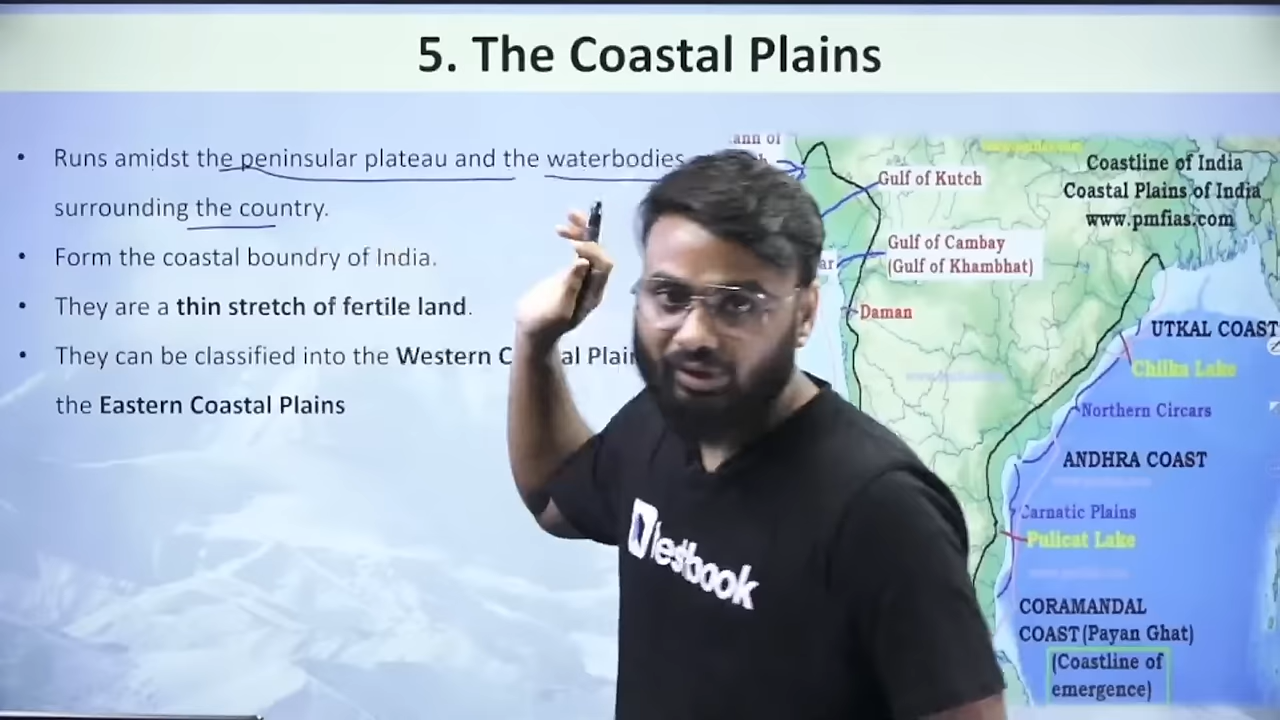 5. The Coastal Plains
• Runs amidst the peninsular plateau and the waterbodies
surrounding the country.
• Form the coastal boundry of India.
• They are a thin stretch of fertile land.
• They can be classified into the Western C al Plai
the Eastern Coastal Plains
ann of
Coastline of India
Coastal Plains of India
www.pmfias.com
Gulf of Kutch
Gulf of Cambay
(Gulf of Khambhat)
ar
Daman
UTKAL COAST
Chilka Lake
Northern Circars
ANDHRA COAST
Carnatic Plains
Pulicat Lake
CORAMANDAL
COAST(Payan Ghat)
(Coastline of
emergence)
Testbook